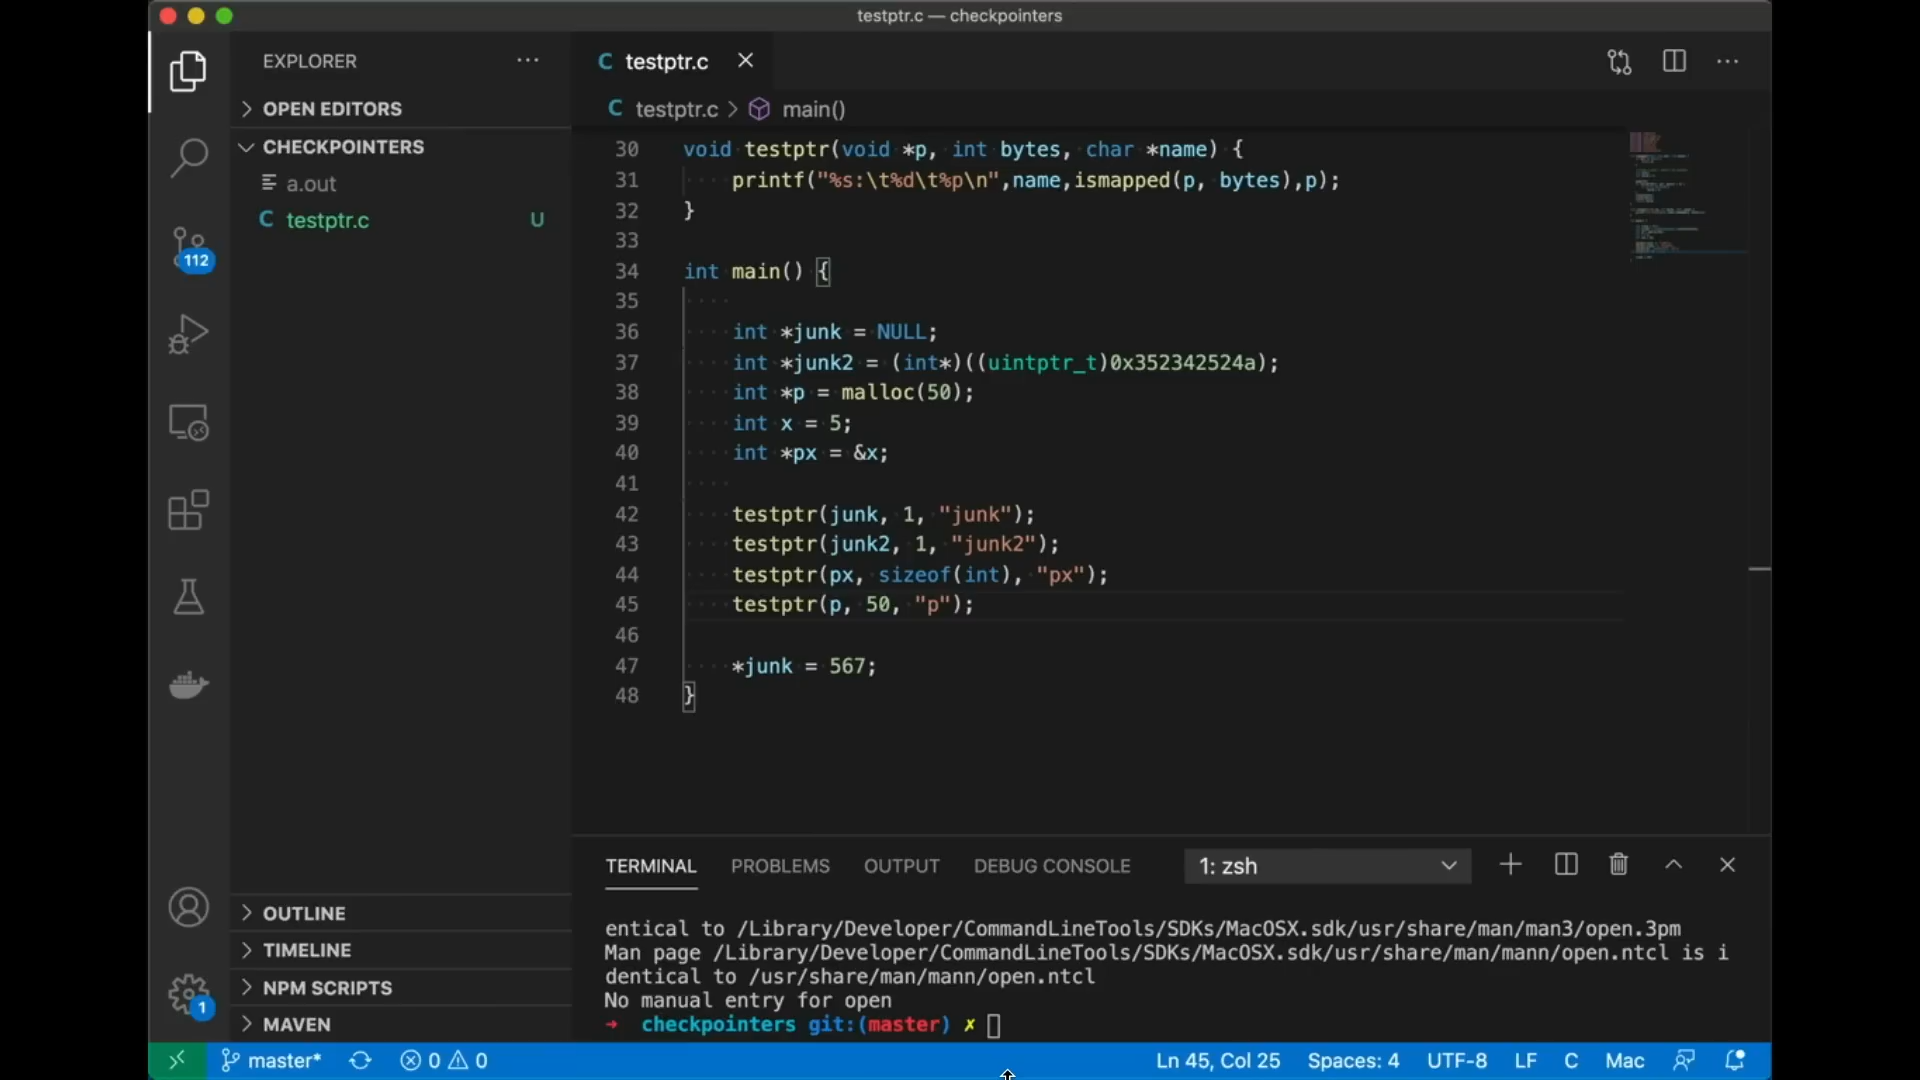 testptr.c — checkpointers
EXPLORER
OPEN EDITORS
CHECKPOINTERS
a.out
C testptr.c U
112
C testptr.c
C testptr.c > main()
30 void testptr(void *p, int bytes, char *name) {
31 printf("%s:\t%d\t%p\n",name,ismapped(p, bytes),p);
32 }
33
34 int main() {
35
36 int *junk = NULL;
37 int *junk2 = (int*)((uintptr_t)0x352342524a);
38 int *p = malloc(50);
39 int x = 5;
40 int *px = &x;
41
42 testptr(junk, 1, "junk");
43 testptr(junk2, 1, "junk2");
44 testptr(px, sizeof(int), "px");
45 testptr(p, 50, "p");
46
47 *junk = 567;
48 }
OUTLINE
TIMELINE
NPM SCRIPTS
MAVEN
1
TERMINAL PROBLEMS OUTPUT DEBUG CONSOLE 1: zsh
entical to /Library/Developer/CommandLineTools/SDKs/MacOSX.sdk/usr/share/man/man3/open.3pm
Man page /Library/Developer/CommandLineTools/SDKs/MacOSX.sdk/usr/share/man/mann/open.ntcl is i
dentical to /usr/share/man/mann/open.ntcl
No manual entry for open
➜ checkpointers git:(master) ✗
master* 0 0 Ln 45, Col 25 Spaces: 4 UTF-8 LF C Mac